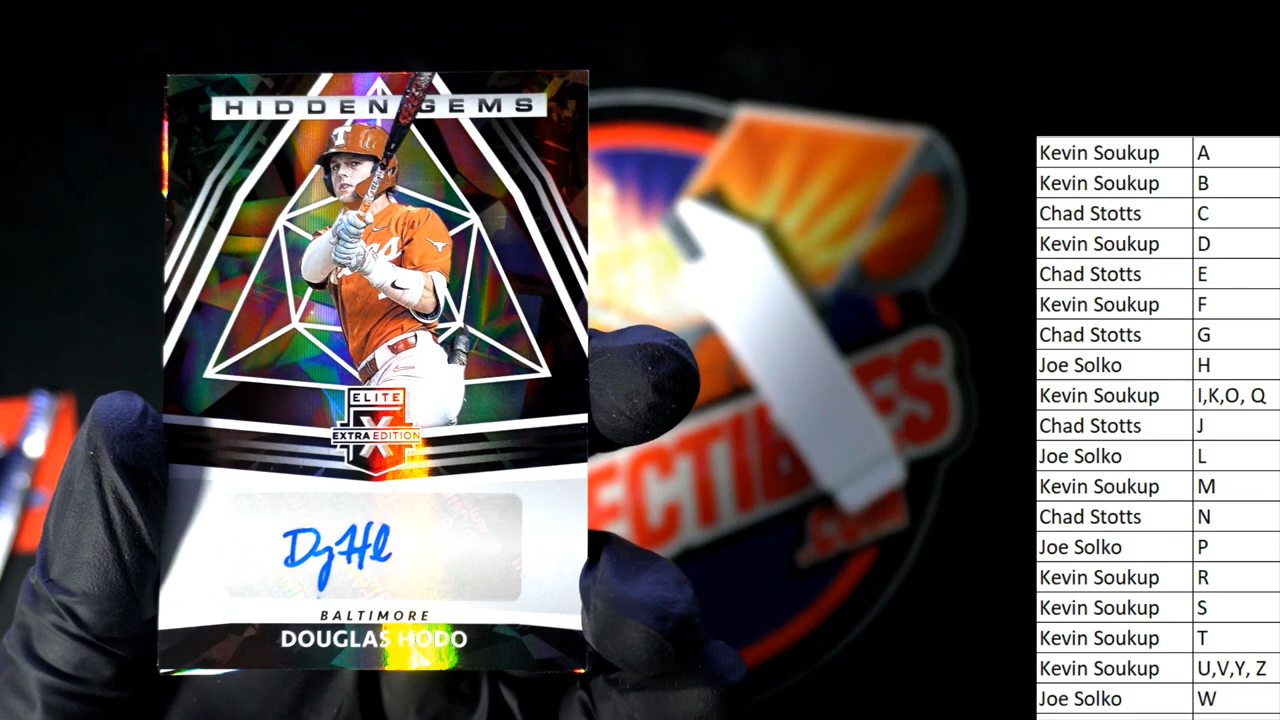 HIDDEN GEMS
T
ELITE
X
EXTRA EDITION
BALTIMORE
DOUGLAS HODO
Kevin Soukup A
Kevin Soukup B
Chad Stotts C
Kevin Soukup D
Chad Stotts E
Kevin Soukup F
Chad Stotts G
Joe Solko H
Kevin Soukup I,K,O, Q
Chad Stotts J
Joe Solko L
Kevin Soukup M
Chad Stotts N
Joe Solko P
Kevin Soukup R
Kevin Soukup S
Kevin Soukup T
Kevin Soukup U,V,Y, Z
Joe Solko W